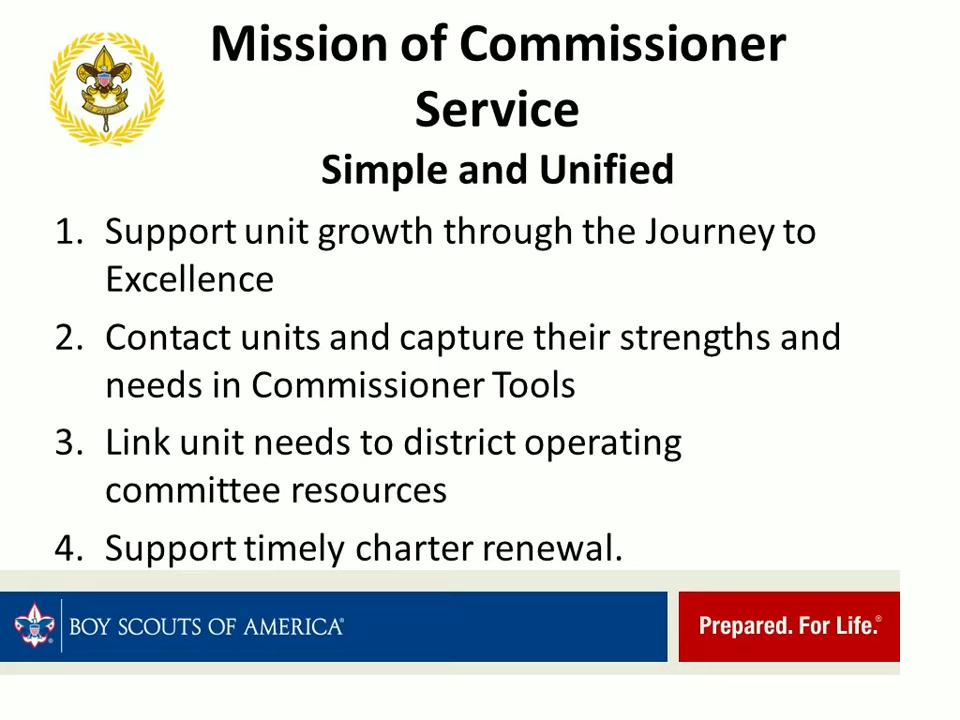 Mission of Commissioner
Service
Simple and Unified
1. Support unit growth through the Journey to
Excellence
2. Contact units and capture their strengths and
needs in Commissioner Tools
3. Link unit needs to district operating
committee resources
4. Support timely charter renewal.
BOY SCOUTS OF AMERICA®
Prepared. For Life.®